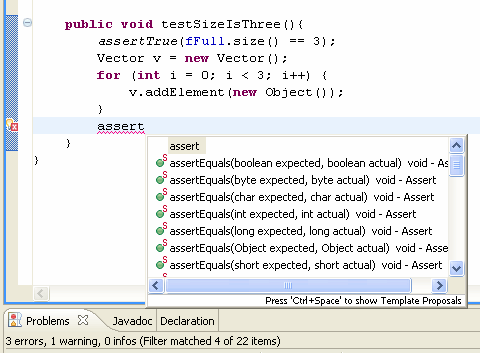 public void testSizeIsThree(){
assertTrue(fFull.size() == 3);
Vector v = new Vector();
for (int i = 0; i < 3; i++) {
v.addElement(new Object());
}
assert
}
}
assert
assertEquals(boolean expected, boolean actual) void - Ass
assertEquals(byte expected, byte actual) void - Assert
assertEquals(char expected, char actual) void - Assert
assertEquals(int expected, int actual) void - Assert
assertEquals(long expected, long actual) void - Assert
assertEquals(Object expected, Object actual) void - Assert
assertEquals(short expected, short actual) void - Assert
Press 'Ctrl+Space' to show Template Proposals
Problems Javadoc Declaration
3 errors, 1 warning, 0 infos (Filter matched 4 of 22 items)